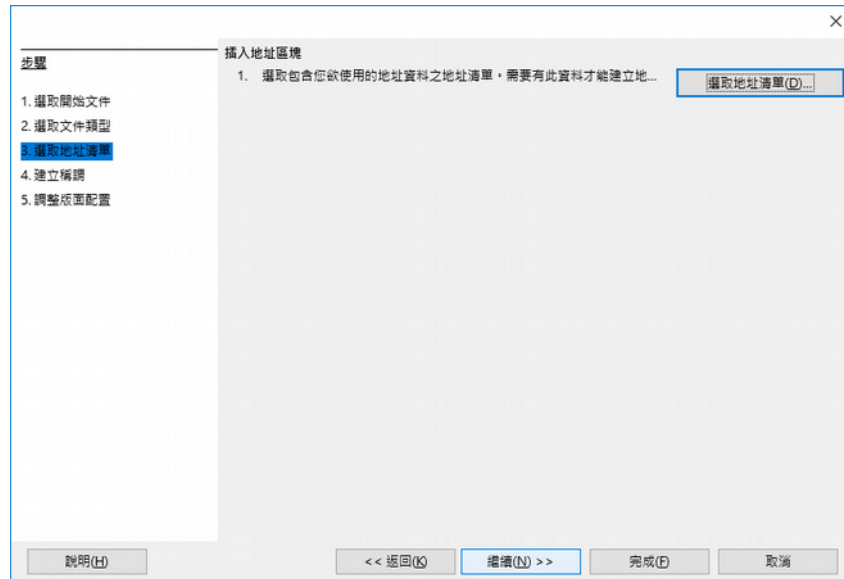 步驟
1. 選取開始文件
2. 選取文件類型
3. 選取地址清單
4. 建立稱謂
5. 調整版面配置
插入地址區塊
1. 選取包含您欲使用的地址資料之地址清單，需要有此資料才能建立地...
選取地址清單(D)...
說明(H)
<< 返回(K)
繼續(N) >>
完成(F)
取消